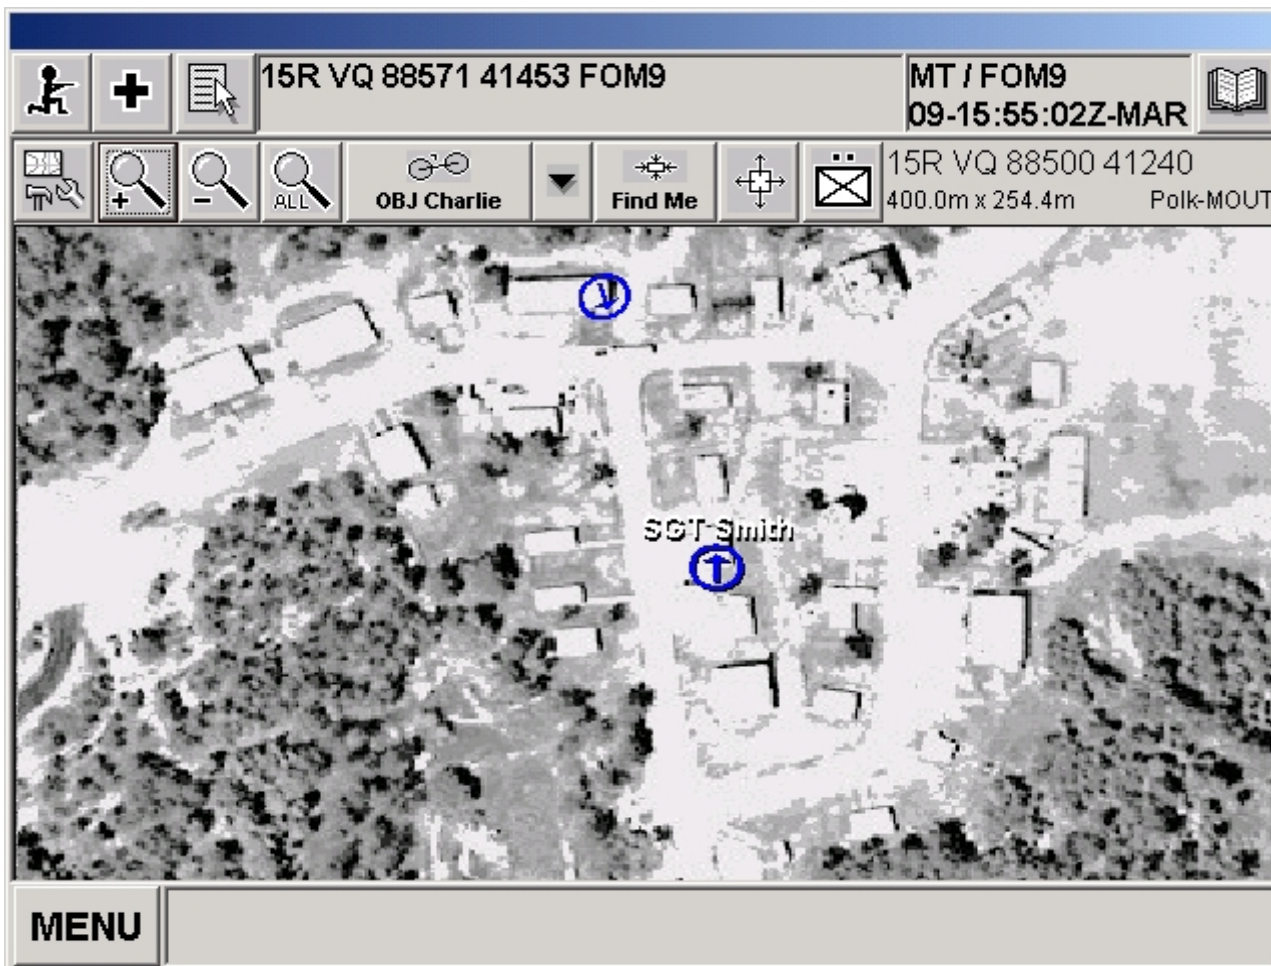 15R VQ 88571 41453 FOM9
MT / FOM9
09-15:55:02Z-MAR
ALL
OBJ Charlie
Find Me
15R VQ 88500 41240
400.0m x 254.4m
Polk-MOUT
SGT Smith
MENU